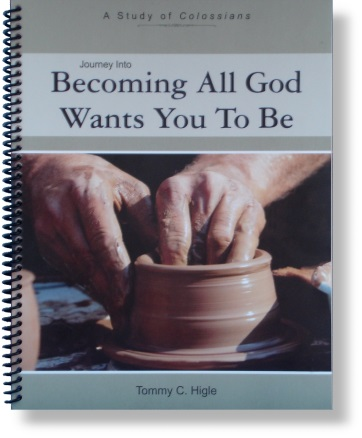 A Study of Colossians
Journey Into
Becoming All God
Wants You To Be
Tommy C. Higle